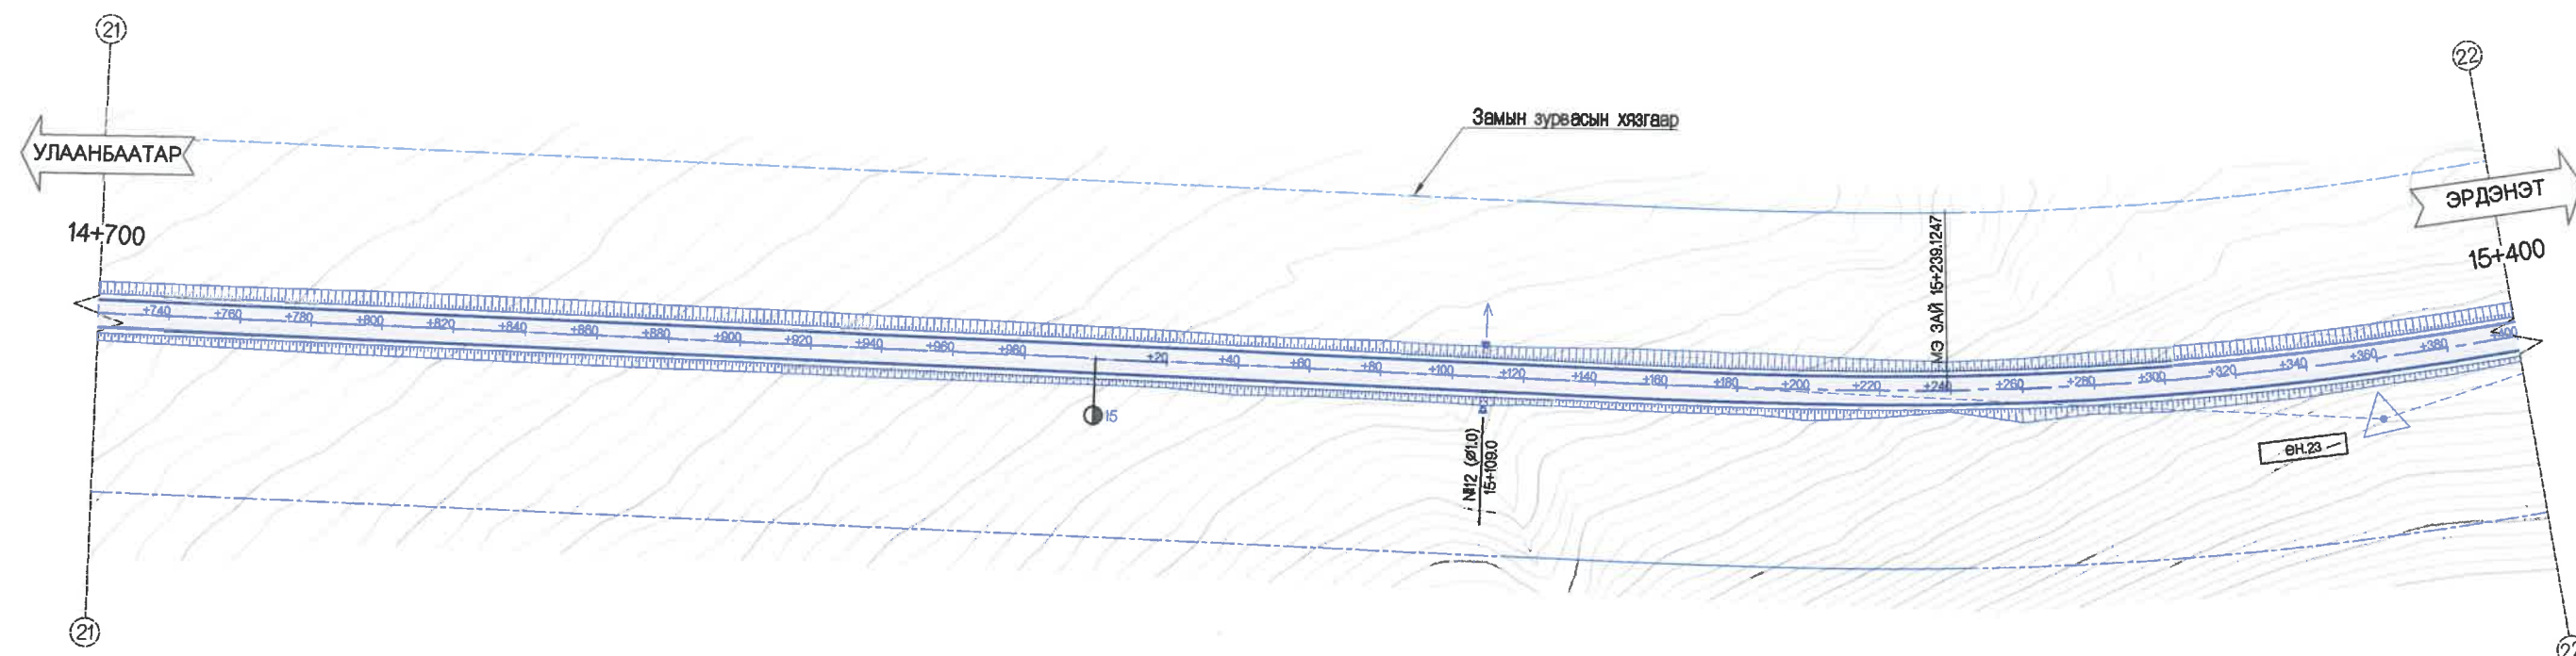 21
22
УЛААНБААТАР
Замын зурвасын хязгаар
ЭРДЭНЭТ
14+700
15+400
МЭ ЗАЙ 15+239.1247
+740 +760 +780 +800 +820 +840 +860 +880 +900 +920 +940 +960 +980 +20 +40 +60 +80 +100 +120 +140 +160 +180 +200 +220 +240 +260 +280 +300 +320 +340 +360 +380 +400
15
№12 (ø1.0)
15+109.0
ӨН.23
21